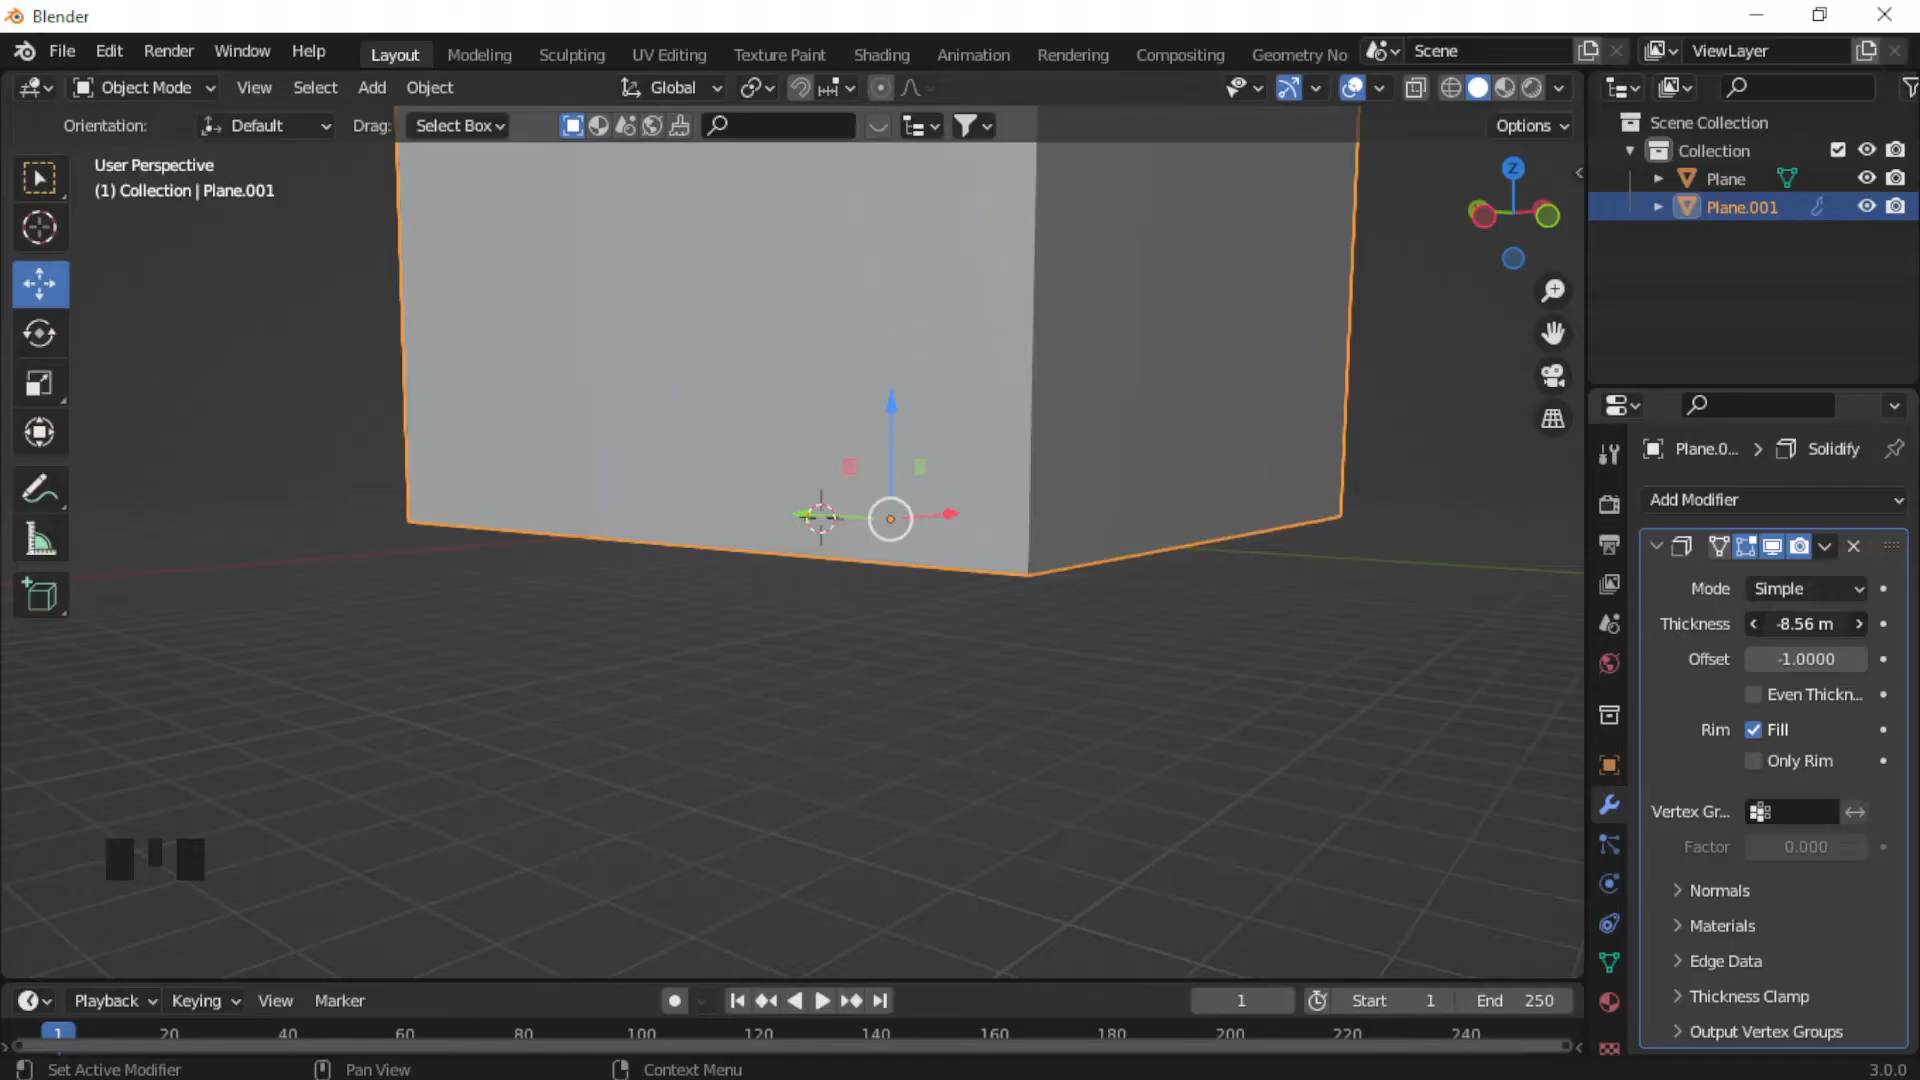 Blender
File Edit Render Window Help Layout Modeling Sculpting UV Editing Texture Paint Shading Animation Rendering Compositing Geometry No Scene ViewLayer
Object Mode View Select Add Object Global
Orientation: Default Drag: Select Box Options
User Perspective
(1) Collection | Plane.001
Z
Scene Collection
Collection
Plane
Plane.001
Plane.0... > Solidify
Add Modifier
Mode Simple
Thickness -8.56 m
Offset -1.0000
Even Thickn...
Rim Fill
Only Rim
Vertex Gr...
Factor 0.000
Normals
Materials
Edge Data
Thickness Clamp
Output Vertex Groups
Playback Keying View Marker 1 Start 1 End 250
1 20 40 60 80 100 120 140 160 180 200 220 240
Set Active Modifier Pan View Context Menu 3.0.0